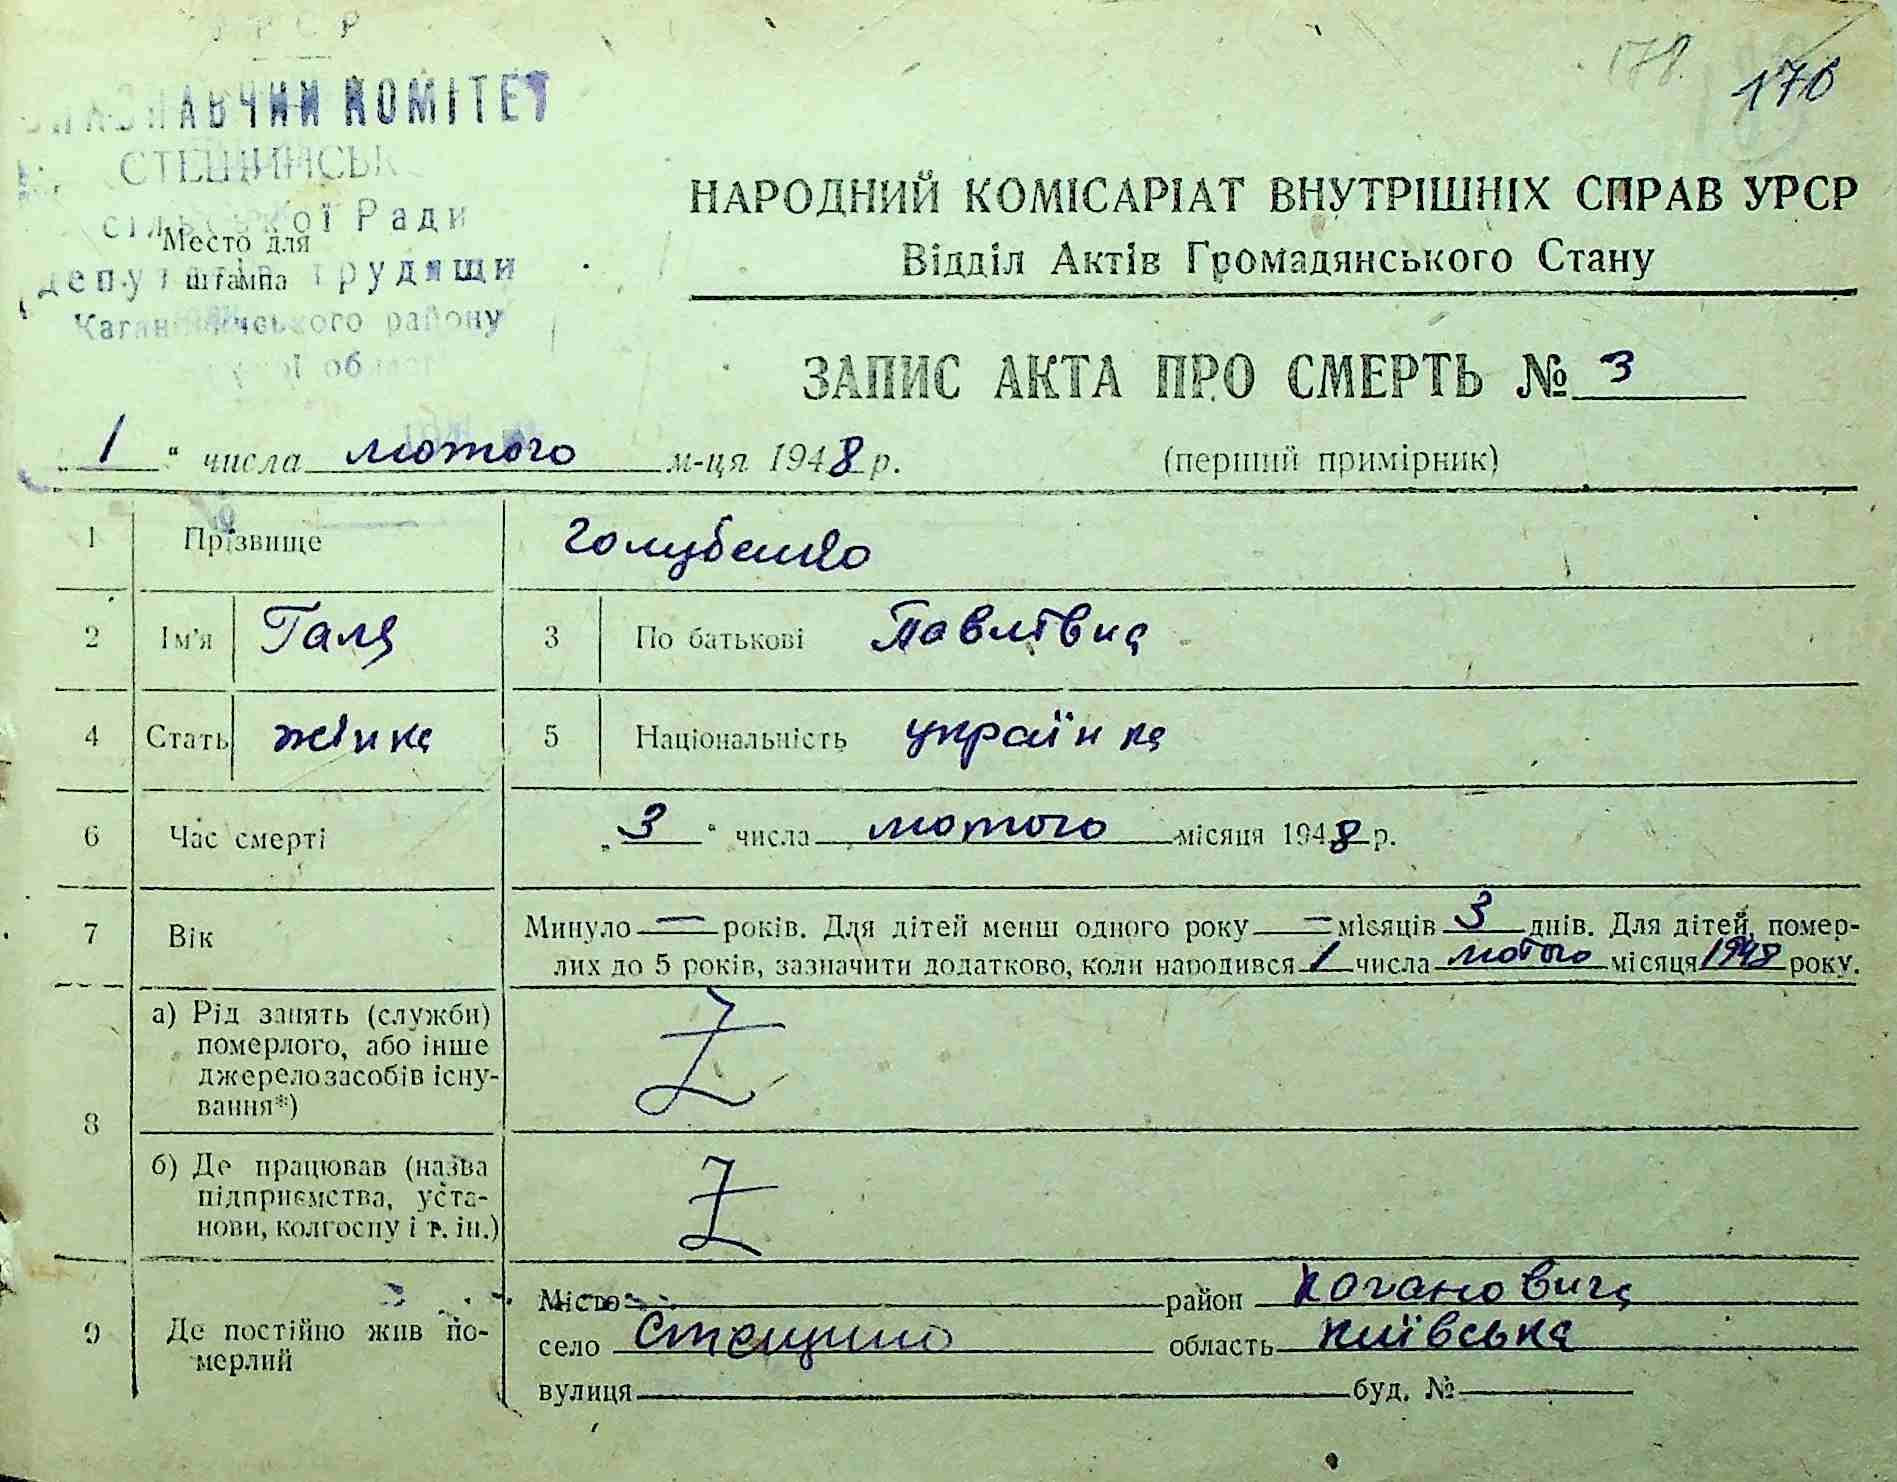 УРСР
178.
176
ВИКОНАВЧИЙ КОМІТЕТ
СТЕЩИНСЬК
сільської Ради
Место для
штампа
депутатів трудящи
Кагановичського району
ої област
НАРОДНИЙ КОМІСАРІАТ ВНУТРІШНІХ СПРАВ УРСР
Відділ Актів Громадянського Стану
ЗАПИС АКТА ПРО СМЕРТЬ № 3
„ 1 “ числа лютого м-ця 1948 р. (перший примірник)
1 Прізвище Голубенко
2 Ім'я Галя 3 По батькові Павлівна
4 Стать жінка 5 Національність українка
6 Час смерті „ 3 “ числа лютого місяця 1948 р.
7 Вік Минуло — років. Для дітей менш одного року — місяців 3 днів. Для дітей, помер-
лих до 5 років, зазначити додатково, коли народився 1 числа лютого місяця 1948 року.
8 а) Рід занять (служби)
померлого, або інше
джерело засобів існу-
вання*)
Z
б) Де працював (назва
підприємства, уста-
нови, колгоспу і т. ін.)
Z
9 Де постійно жив по-
мерлий
Місто район Кагановича
село Стещино область Київська
вулиця буд. №